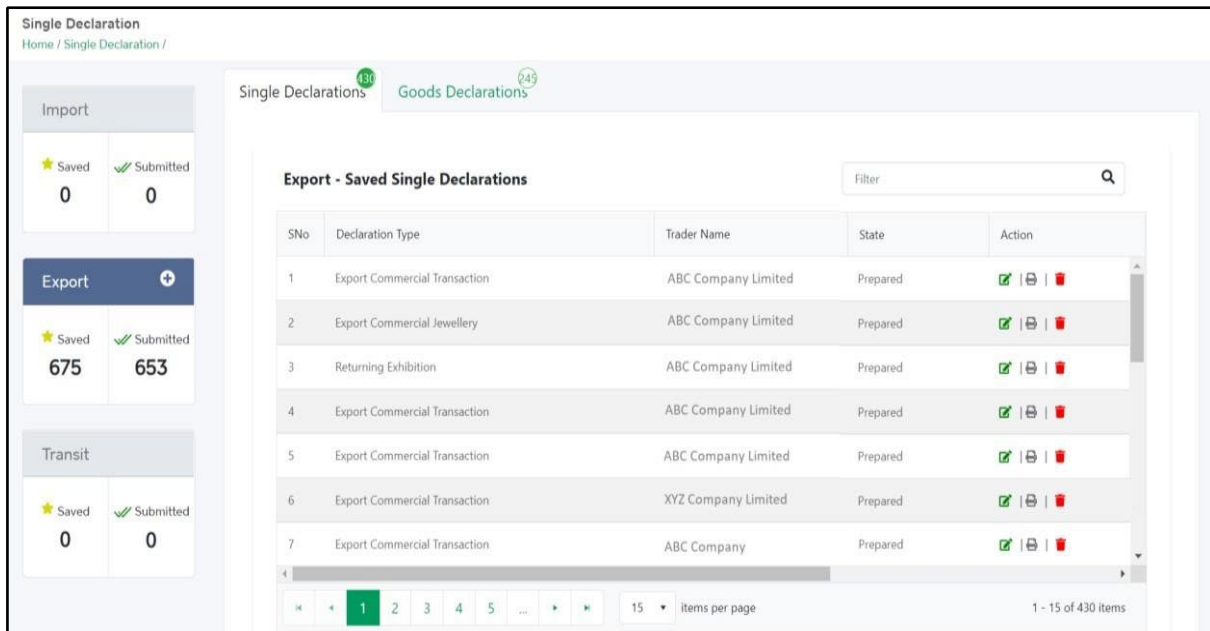 Single Declaration
Home / Single Declaration /
Import
Saved Submitted
0 0
Export
Saved Submitted
675 653
Transit
Saved Submitted
0 0
Single Declarations 430 Goods Declarations 245
Export - Saved Single Declarations Filter
SNo Declaration Type Trader Name State Action
1 Export Commercial Transaction ABC Company Limited Prepared | |
2 Export Commercial Jewellery ABC Company Limited Prepared | |
3 Returning Exhibition ABC Company Limited Prepared | |
4 Export Commercial Transaction ABC Company Limited Prepared | |
5 Export Commercial Transaction ABC Company Limited Prepared | |
6 Export Commercial Transaction XYZ Company Limited Prepared | |
7 Export Commercial Transaction ABC Company Prepared | |
1 2 3 4 5 ... 15 items per page 1 - 15 of 430 items